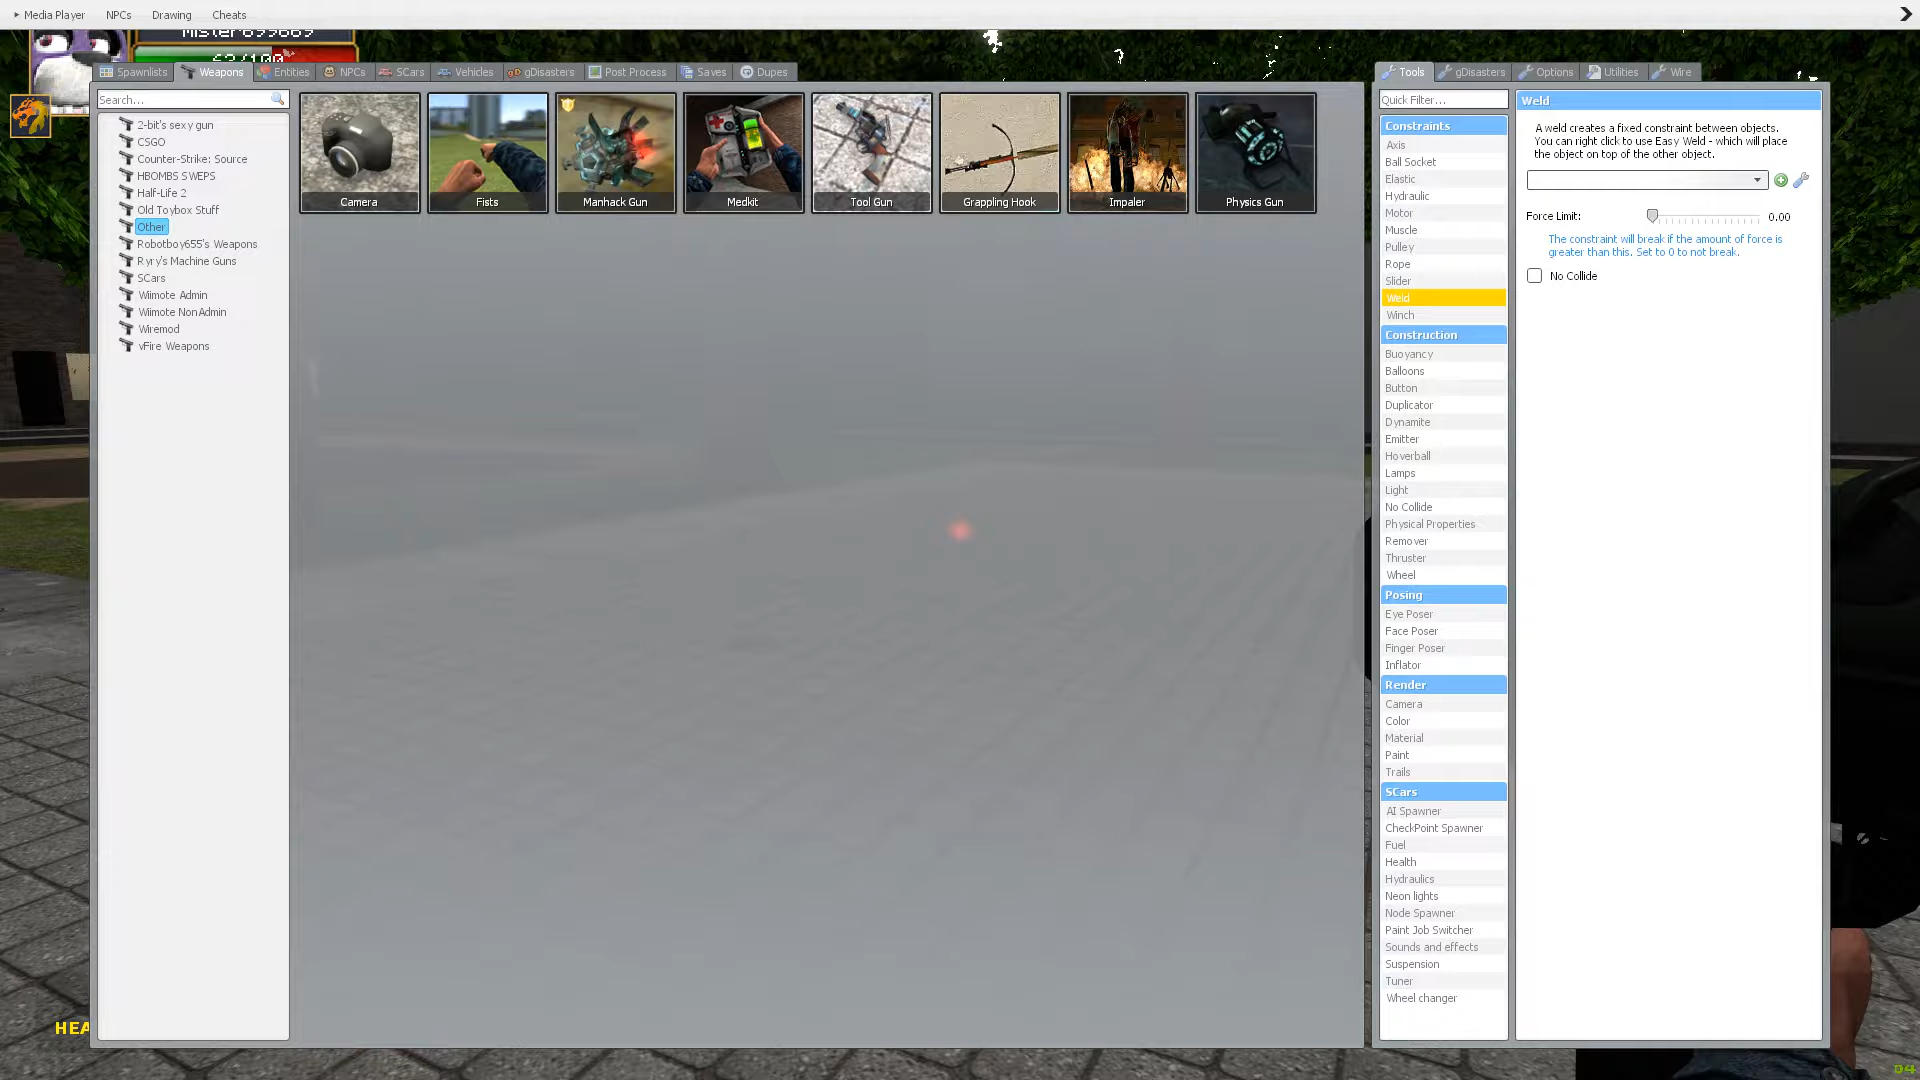 Media Player NPCs Drawing Cheats
Mister699689
63/100
Spawnlists Weapons Entities NPCs SCars Vehicles gDisasters Post Process Saves Dupes
Search...
2-bit's sexy gun
CSGO
Counter-Strike: Source
HBOMBS SWEPS
Half-Life 2
Old Toybox Stuff
Other
Robotboy655's Weapons
Ryry's Machine Guns
SCars
Wiimote Admin
Wiimote NonAdmin
Wiremod
vFire Weapons
Camera
Fists
Manhack Gun
Medkit
Tool Gun
Grappling Hook
Impaler
Physics Gun
HEA
Tools gDisasters Options Utilities Wire
Quick Filter...
Constraints
Axis
Ball Socket
Elastic
Hydraulic
Motor
Muscle
Pulley
Rope
Slider
Weld
Winch
Construction
Buoyancy
Balloons
Button
Duplicator
Dynamite
Emitter
Hoverball
Lamps
Light
No Collide
Physical Properties
Remover
Thruster
Wheel
Posing
Eye Poser
Face Poser
Finger Poser
Inflator
Render
Camera
Color
Material
Paint
Trails
SCars
AI Spawner
CheckPoint Spawner
Fuel
Health
Hydraulics
Neon lights
Node Spawner
Paint Job Switcher
Sounds and effects
Suspension
Tuner
Wheel changer
Weld
A weld creates a fixed constraint between objects.
You can right click to use Easy Weld - which will place
the object on top of the other object.
Force Limit: 0.00
The constraint will break if the amount of force is
greater than this. Set to 0 to not break.
No Collide